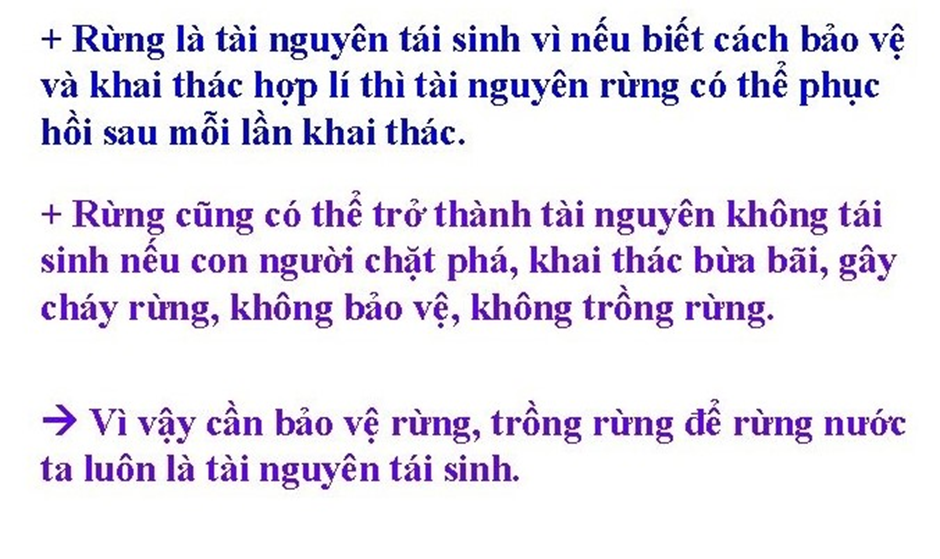 + Rừng là tài nguyên tái sinh vì nếu biết cách bảo vệ
và khai thác hợp lí thì tài nguyên rừng có thể phục
hồi sau mỗi lần khai thác.
+ Rừng cũng có thể trở thành tài nguyên không tái
sinh nếu con người chặt phá, khai thác bừa bãi, gây
cháy rừng, không bảo vệ, không trồng rừng.
→ Vì vậy cần bảo vệ rừng, trồng rừng để rừng nước
ta luôn là tài nguyên tái sinh.